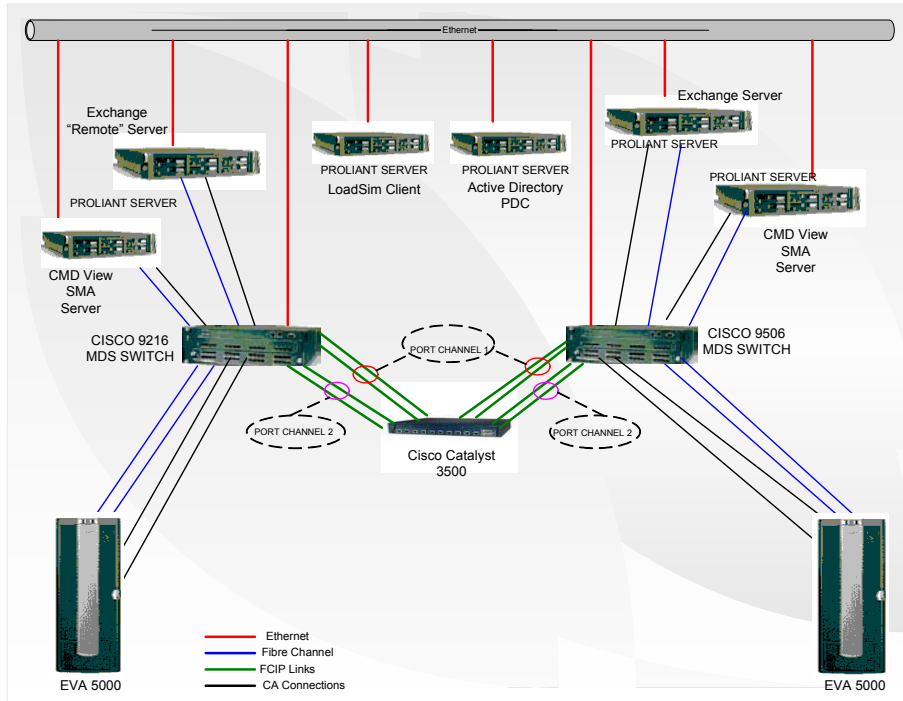 Ethernet
Exchange
"Remote" Server
PROLIANT SERVER
CMD View
SMA
Server
PROLIANT SERVER
LoadSim Client
PROLIANT SERVER
Active Directory
PDC
Exchange Server
PROLIANT SERVER
PROLIANT SERVER
CMD View
SMA
Server
CISCO 9216
MDS SWITCH
PORT CHANNEL 1
CISCO 9506
MDS SWITCH
PORT CHANNEL 2
PORT CHANNEL 2
Cisco Catalyst
3500
EVA 5000
Ethernet
Fibre Channel
FCIP Links
CA Connections
EVA 5000